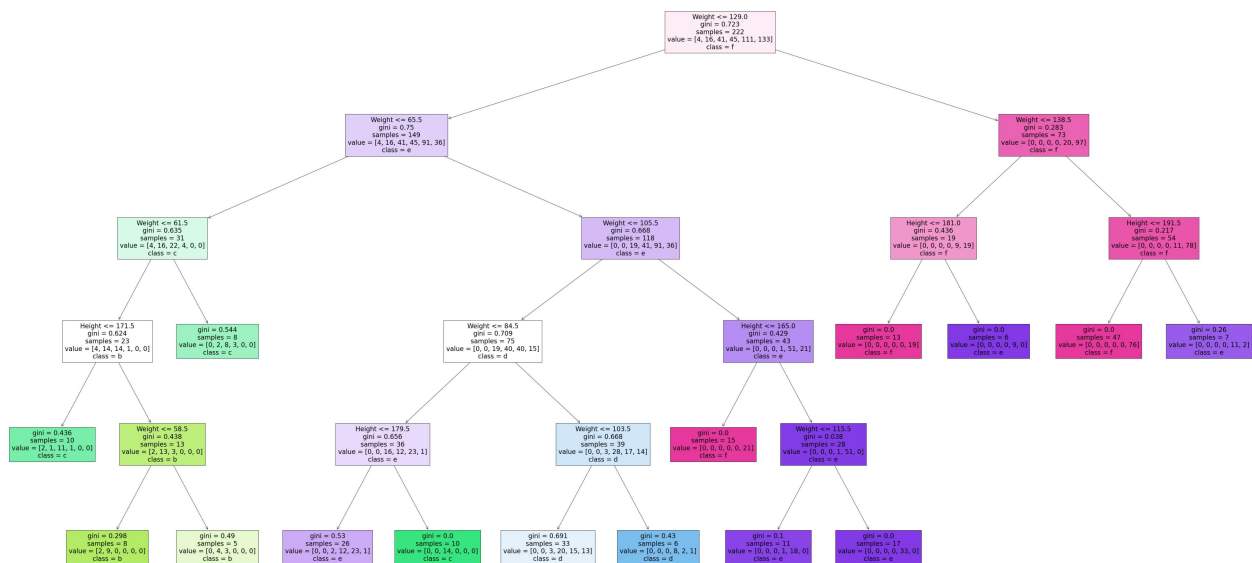 Weight <= 129.0
gini = 0.723
samples = 222
value = [4, 16, 41, 45, 111, 133]
class = f
Weight <= 65.5
gini = 0.75
samples = 149
value = [4, 16, 41, 45, 91, 36]
class = e
Weight <= 138.5
gini = 0.283
samples = 73
value = [0, 0, 0, 0, 20, 97]
class = f
Weight <= 61.5
gini = 0.635
samples = 31
value = [4, 16, 22, 4, 0, 0]
class = c
Weight <= 105.5
gini = 0.668
samples = 118
value = [0, 0, 19, 41, 91, 36]
class = e
Height <= 181.0
gini = 0.436
samples = 19
value = [0, 0, 0, 0, 9, 19]
class = f
Height <= 191.5
gini = 0.217
samples = 54
value = [0, 0, 0, 0, 11, 78]
class = f
Height <= 171.5
gini = 0.624
samples = 23
value = [4, 14, 14, 1, 0, 0]
class = b
gini = 0.544
samples = 8
value = [0, 2, 8, 3, 0, 0]
class = c
Weight <= 84.5
gini = 0.709
samples = 75
value = [0, 0, 19, 40, 40, 15]
class = d
Height <= 165.0
gini = 0.429
samples = 43
value = [0, 0, 0, 1, 51, 21]
class = e
gini = 0.0
samples = 13
value = [0, 0, 0, 0, 0, 19]
class = f
gini = 0.0
samples = 6
value = [0, 0, 0, 0, 9, 0]
class = e
gini = 0.0
samples = 47
value = [0, 0, 0, 0, 0, 76]
class = f
gini = 0.26
samples = 7
value = [0, 0, 0, 0, 11, 2]
class = e
gini = 0.436
samples = 10
value = [2, 1, 11, 1, 0, 0]
class = c
Weight <= 58.5
gini = 0.438
samples = 13
value = [2, 13, 3, 0, 0, 0]
class = b
Height <= 179.5
gini = 0.656
samples = 36
value = [0, 0, 16, 12, 23, 1]
class = e
Weight <= 103.5
gini = 0.668
samples = 39
value = [0, 0, 3, 28, 17, 14]
class = d
gini = 0.0
samples = 15
value = [0, 0, 0, 0, 0, 21]
class = f
Weight <= 115.5
gini = 0.038
samples = 28
value = [0, 0, 0, 1, 51, 0]
class = e
gini = 0.298
samples = 8
value = [2, 9, 0, 0, 0, 0]
class = b
gini = 0.49
samples = 5
value = [0, 4, 3, 0, 0, 0]
class = b
gini = 0.53
samples = 26
value = [0, 0, 2, 12, 23, 1]
class = e
gini = 0.0
samples = 10
value = [0, 0, 14, 0, 0, 0]
class = c
gini = 0.691
samples = 33
value = [0, 0, 3, 20, 15, 13]
class = d
gini = 0.43
samples = 6
value = [0, 0, 0, 8, 2, 1]
class = d
gini = 0.1
samples = 11
value = [0, 0, 0, 1, 18, 0]
class = e
gini = 0.0
samples = 17
value = [0, 0, 0, 0, 33, 0]
class = e